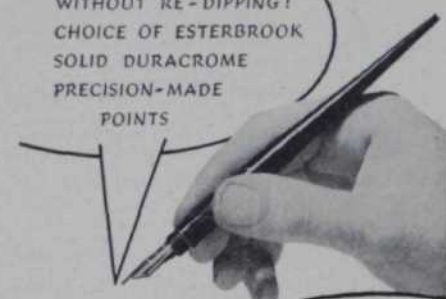 WITHOUT RE-DIPPING!
CHOICE OF ESTERBROOK
SOLID DURACROME
PRECISION-MADE
POINTS